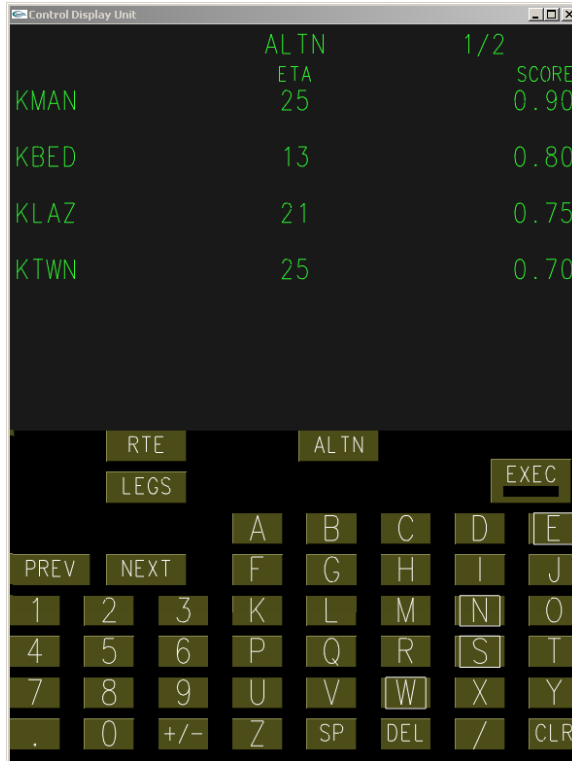 Control Display Unit
ALTN 1/2
ETA SCORE
KMAN 25 0.90
KBED 13 0.80
KLAZ 21 0.75
KTWN 25 0.70
RTE ALTN
LEGS EXEC
A B C D E
PREV NEXT F G H I J
1 2 3 K L M N O
4 5 6 P Q R S T
7 8 9 U V W X Y
. 0 +/- Z SP DEL / CLR